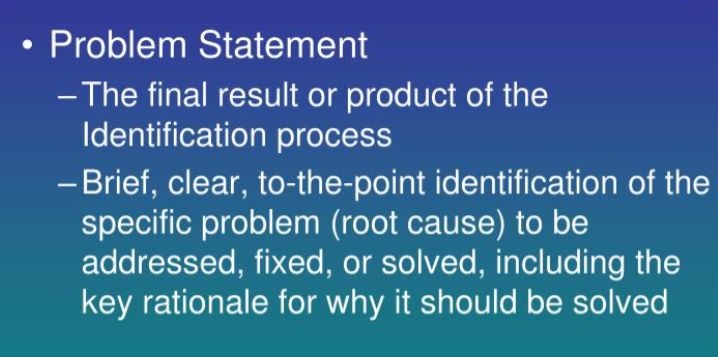 • Problem Statement
– The final result or product of the
Identification process
– Brief, clear, to-the-point identification of the
specific problem (root cause) to be
addressed, fixed, or solved, including the
key rationale for why it should be solved